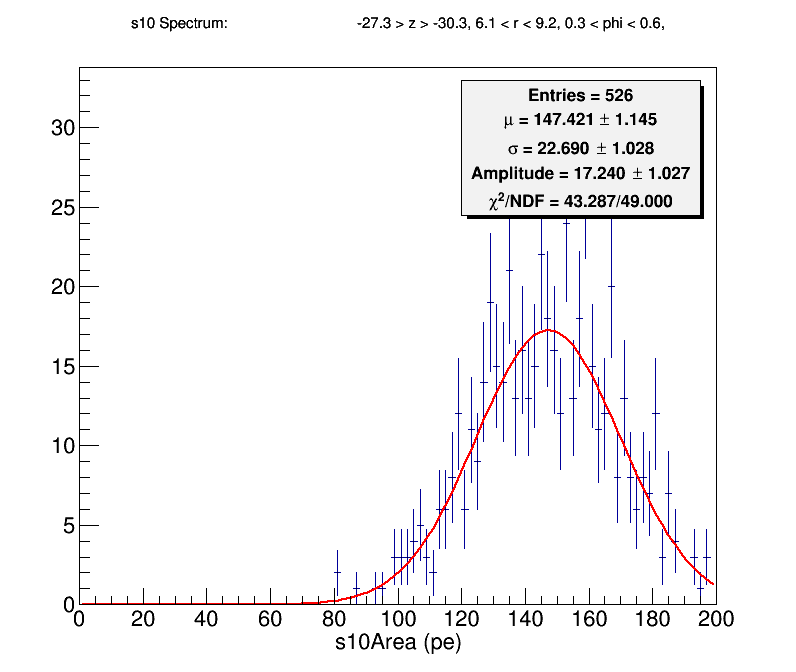 s10 Spectrum: -27.3 > z > -30.3, 6.1 < r < 9.2, 0.3 < phi < 0.6,
Entries = 526
μ = 147.421 ± 1.145
σ = 22.690 ± 1.028
Amplitude = 17.240 ± 1.027
χ²/NDF = 43.287/49.000
30
25
20
15
10
5
0
0 20 40 60 80 100 120 140 160 180 200
s10Area (pe)